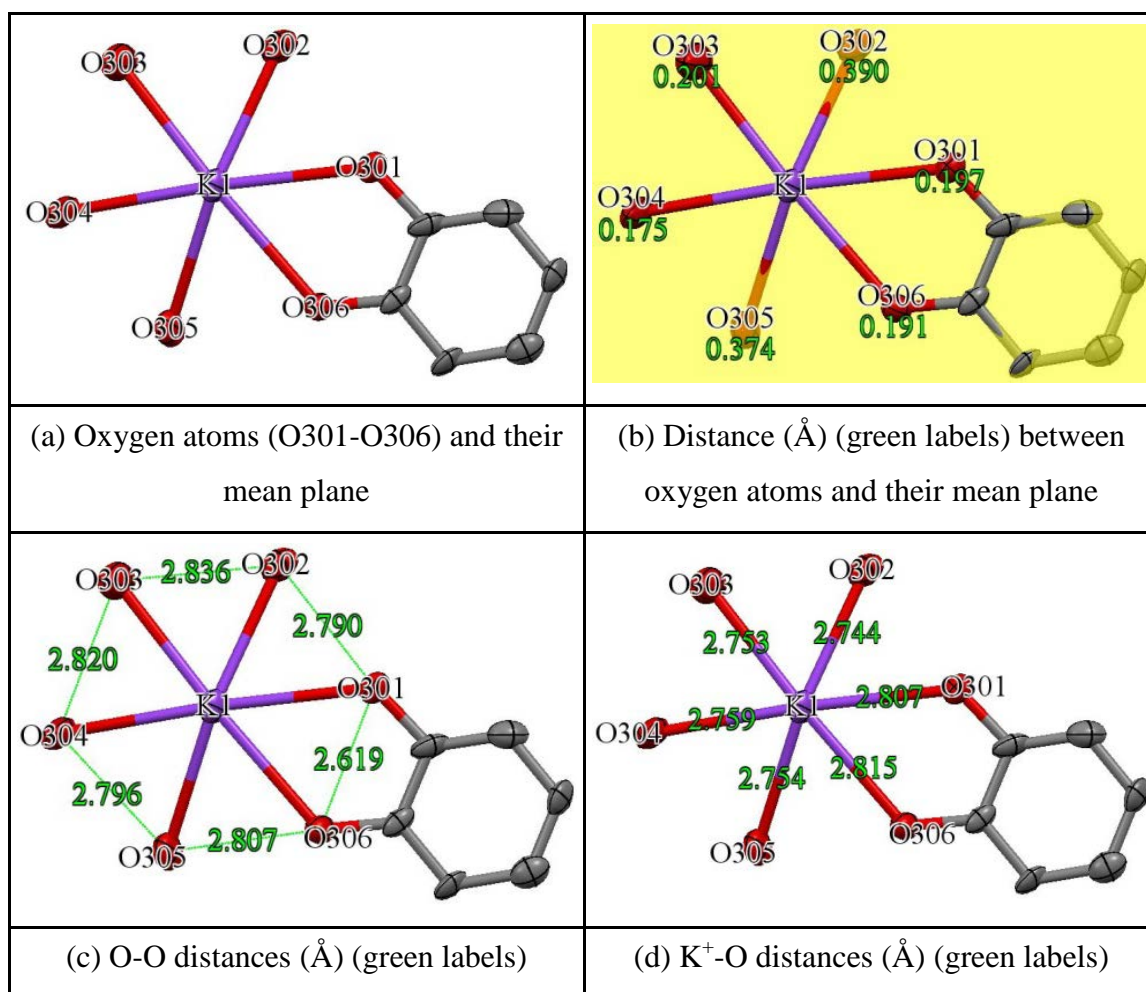 O303
O302
O301
K1
O304
O306
O305
O303
0.201
O302
0.390
O301
0.197
K1
O304
0.175
O306
0.191
O305
0.374
(a) Oxygen atoms (O301-O306) and their
mean plane
(b) Distance (Å) (green labels) between
oxygen atoms and their mean plane
O303
2.836
O302
2.790
2.820
O301
K1
O304
2.619
2.796
2.807
O306
O305
O303
O302
2.753
2.744
O301
2.807
K1
O304
2.759
2.754
2.815
O306
O305
(c) O-O distances (Å) (green labels)
(d) K⁺-O distances (Å) (green labels)